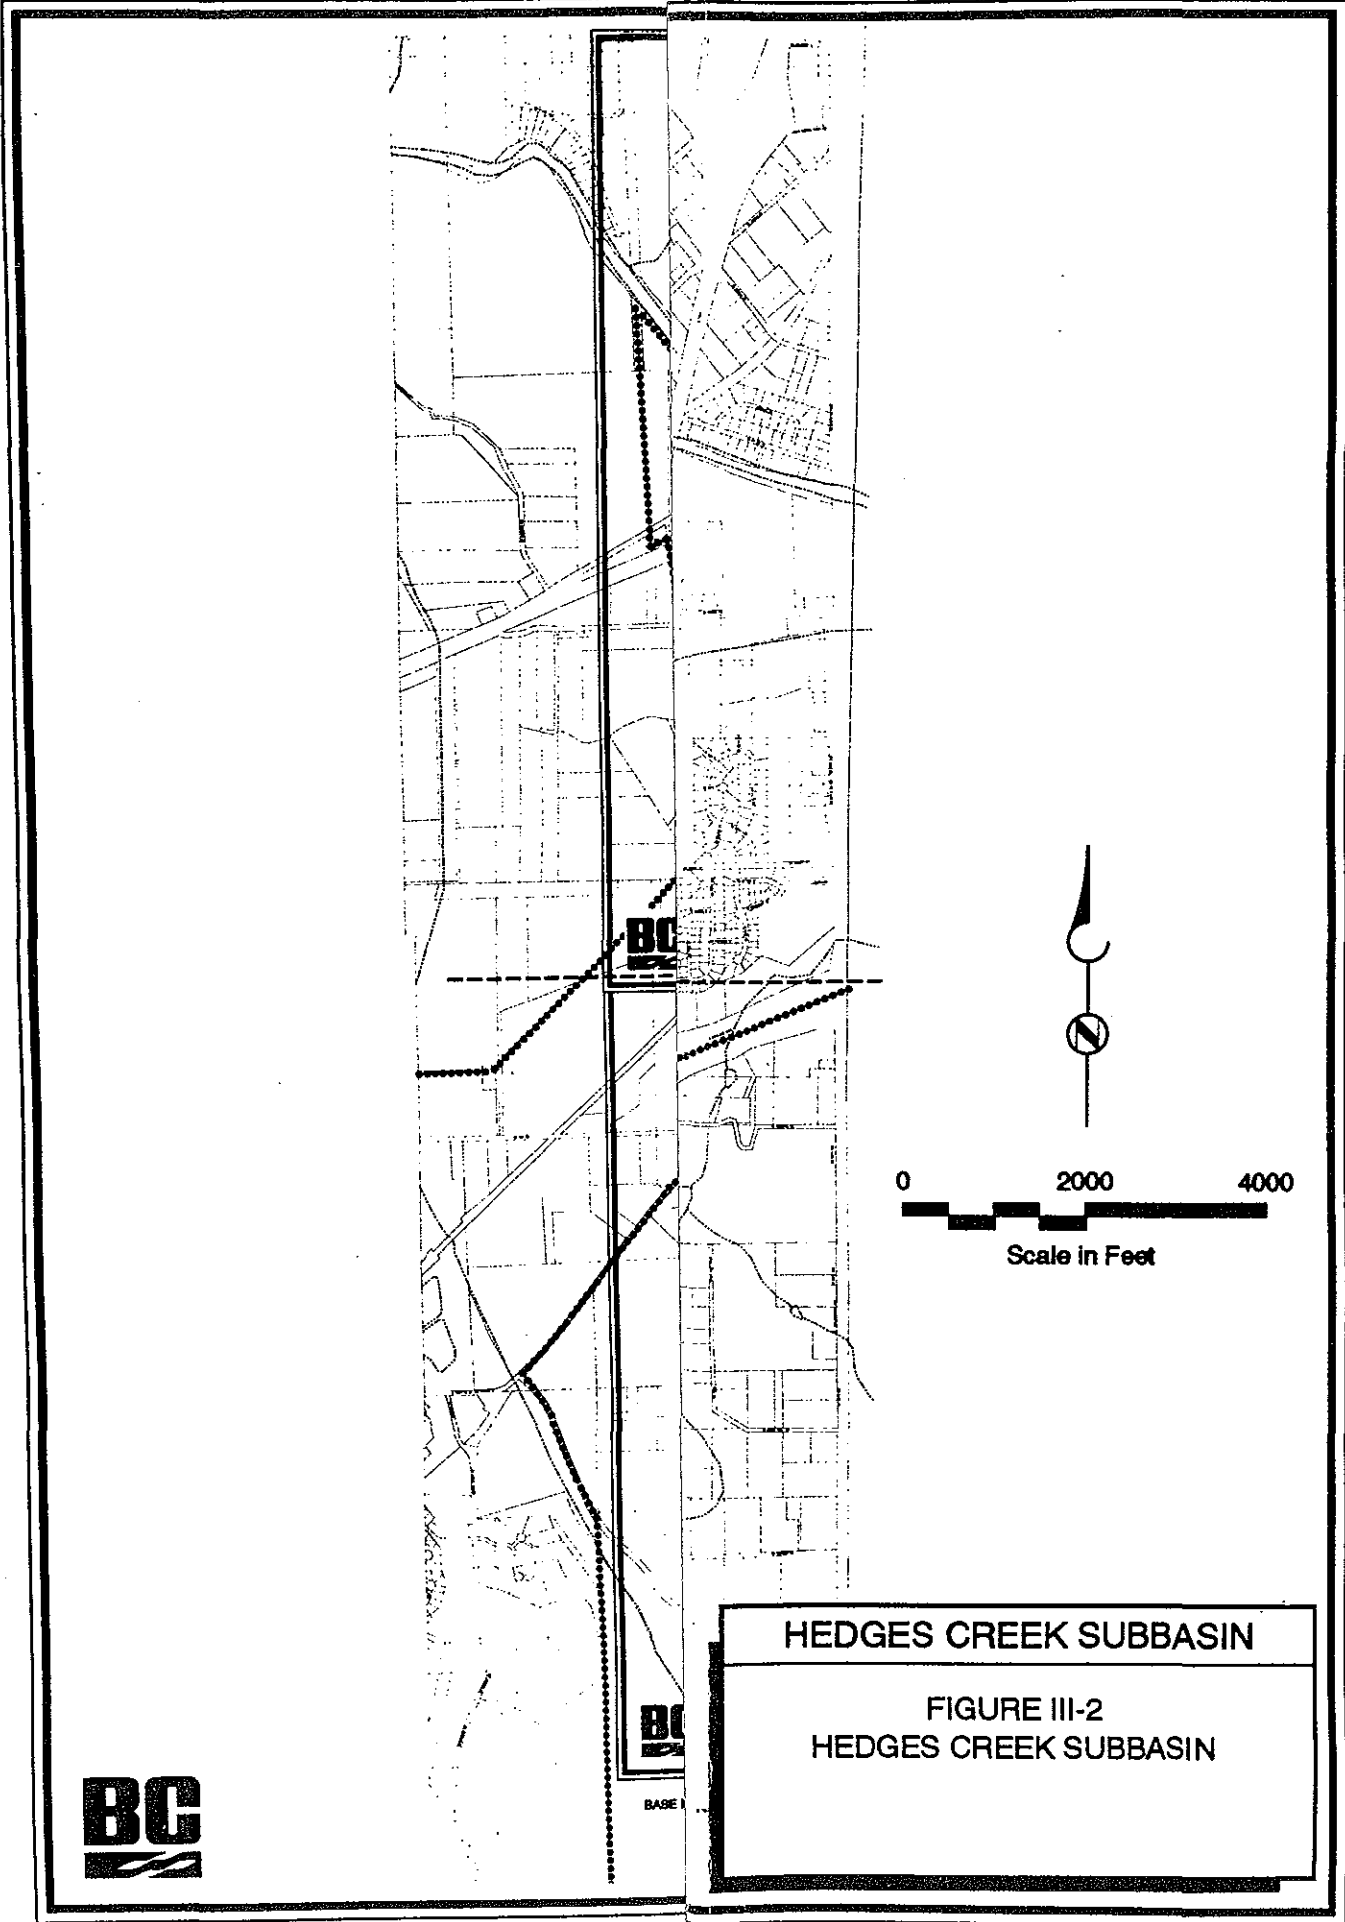 BC
0 2000 4000
Scale in Feet
HEDGES CREEK SUBBASIN
FIGURE III-2
HEDGES CREEK SUBBASIN
BC
BASE
BC